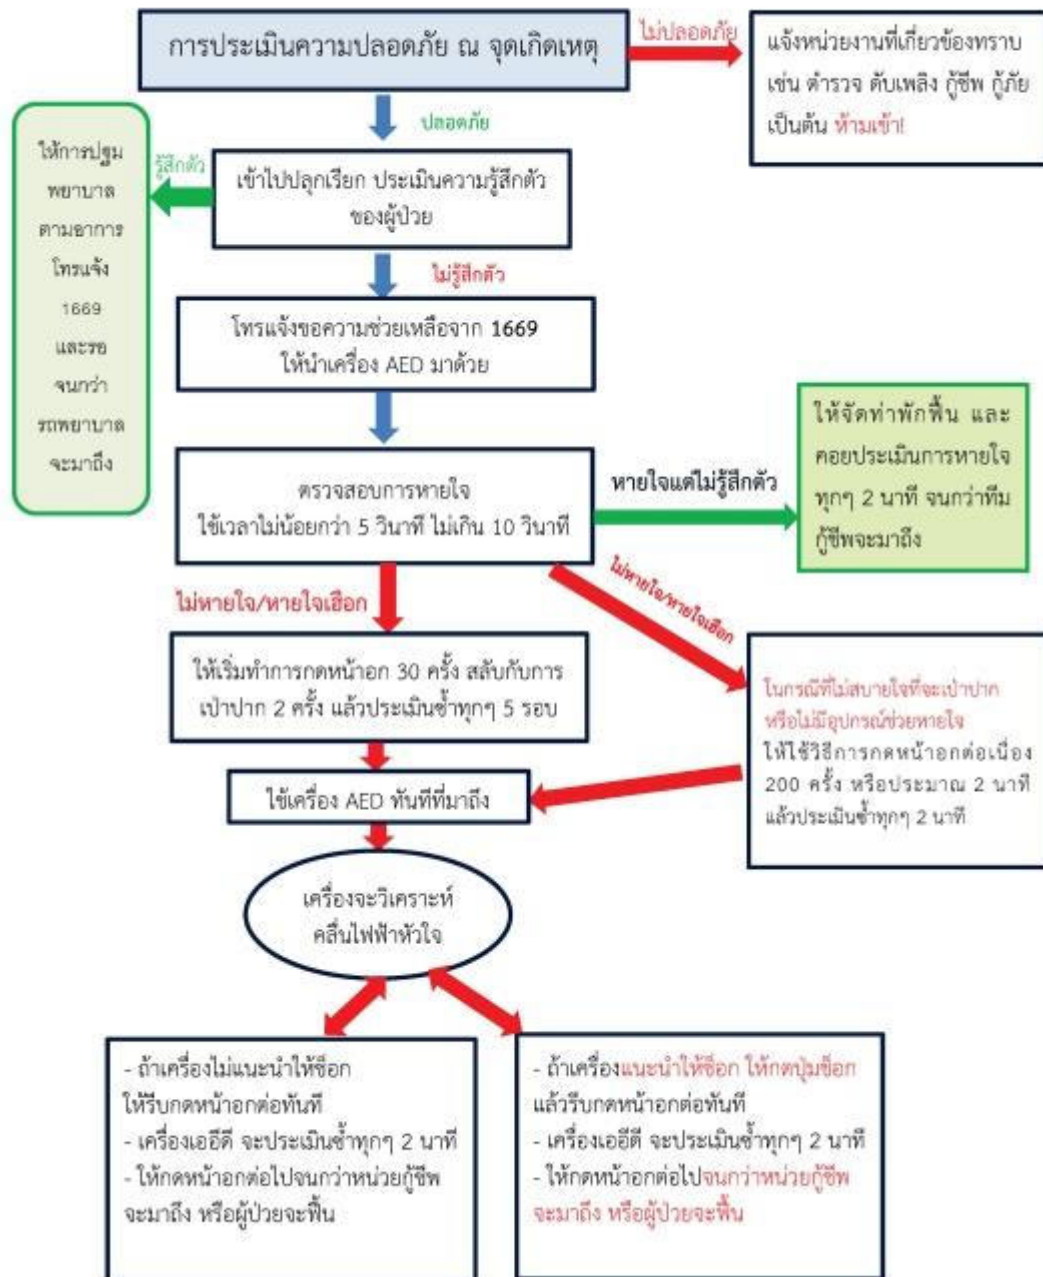 การประเมินความปลอดภัย ณ จุดเกิดเหตุ
ไม่ปลอดภัย
แจ้งหน่วยงานที่เกี่ยวข้องทราบ
เช่น ตำรวจ ดับเพลิง กู้ชีพ กู้ภัย
เป็นต้น ห้ามเข้า!
ปลอดภัย
เข้าไปปลุกเรียก ประเมินความรู้สึกตัว
ของผู้ป่วย
รู้สึกตัว
ให้การปฐม
พยาบาล
ตามอาการ
โทรแจ้ง
1669
และรอ
จนกว่า
รถพยาบาล
จะมาถึง
ไม่รู้สึกตัว
โทรแจ้งขอความช่วยเหลือจาก 1669
ให้นำเครื่อง AED มาด้วย
ตรวจสอบการหายใจ
ใช้เวลาไม่น้อยกว่า 5 วินาที ไม่เกิน 10 วินาที
หายใจแต่ไม่รู้สึกตัว
ให้จัดท่าพักฟื้น และ
คอยประเมินการหายใจ
ทุกๆ 2 นาที จนกว่าทีม
กู้ชีพจะมาถึง
ไม่หายใจ/หายใจเฮือก
ไม่หายใจ/หายใจเฮือก
ให้เริ่มทำการกดหน้าอก 30 ครั้ง สลับกับการ
เป่าปาก 2 ครั้ง แล้วประเมินซ้ำทุกๆ 5 รอบ
ในกรณีที่ไม่สบายใจที่จะเป่าปาก
หรือไม่มีอุปกรณ์ช่วยหายใจ
ให้ใช้วิธีการกดหน้าอกต่อเนื่อง
200 ครั้ง หรือประมาณ 2 นาที
แล้วประเมินซ้ำทุกๆ 2 นาที
ใช้เครื่อง AED ทันทีที่มาถึง
เครื่องจะวิเคราะห์
คลื่นไฟฟ้าหัวใจ
- ถ้าเครื่องไม่แนะนำให้ช็อก
ให้รีบกดหน้าอกต่อทันที
- เครื่องเออีดี จะประเมินซ้ำทุกๆ 2 นาที
- ให้กดหน้าอกต่อไปจนกว่าหน่วยกู้ชีพ
จะมาถึง หรือผู้ป่วยจะฟื้น
- ถ้าเครื่องแนะนำให้ช็อก ให้กดปุ่มช็อก
แล้วรีบกดหน้าอกต่อทันที
- เครื่องเออีดี จะประเมินซ้ำทุกๆ 2 นาที
- ให้กดหน้าอกต่อไปจนกว่าหน่วยกู้ชีพ
จะมาถึง หรือผู้ป่วยจะฟื้น